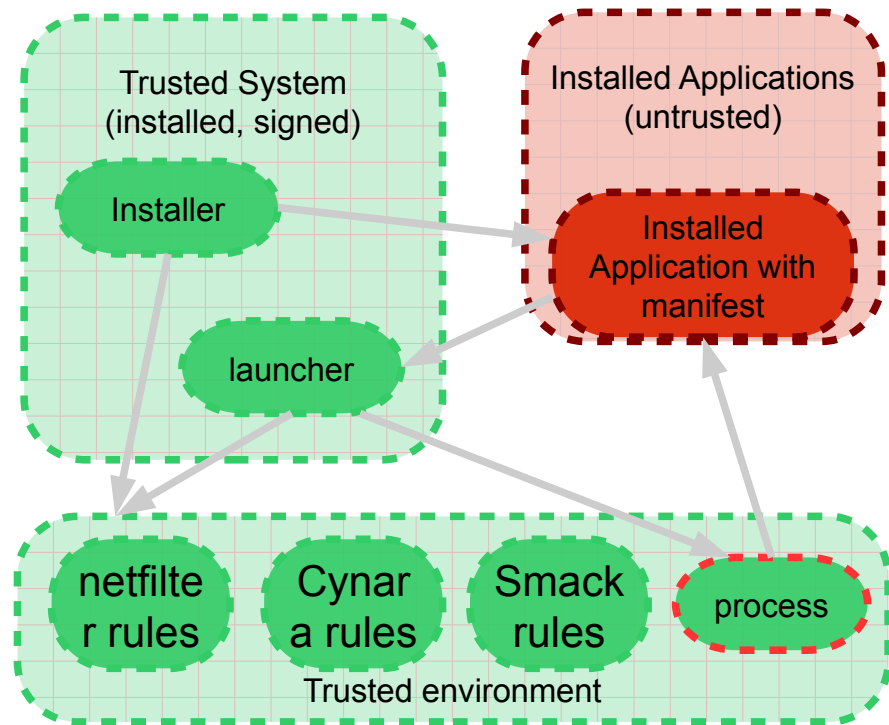 Trusted System
(installed, signed)
Installed Applications
(untrusted)
Installer
Installed
Application with
manifest
launcher
netfilte
r rules
Cynar
a rules
Smack
rules
process
Trusted environment